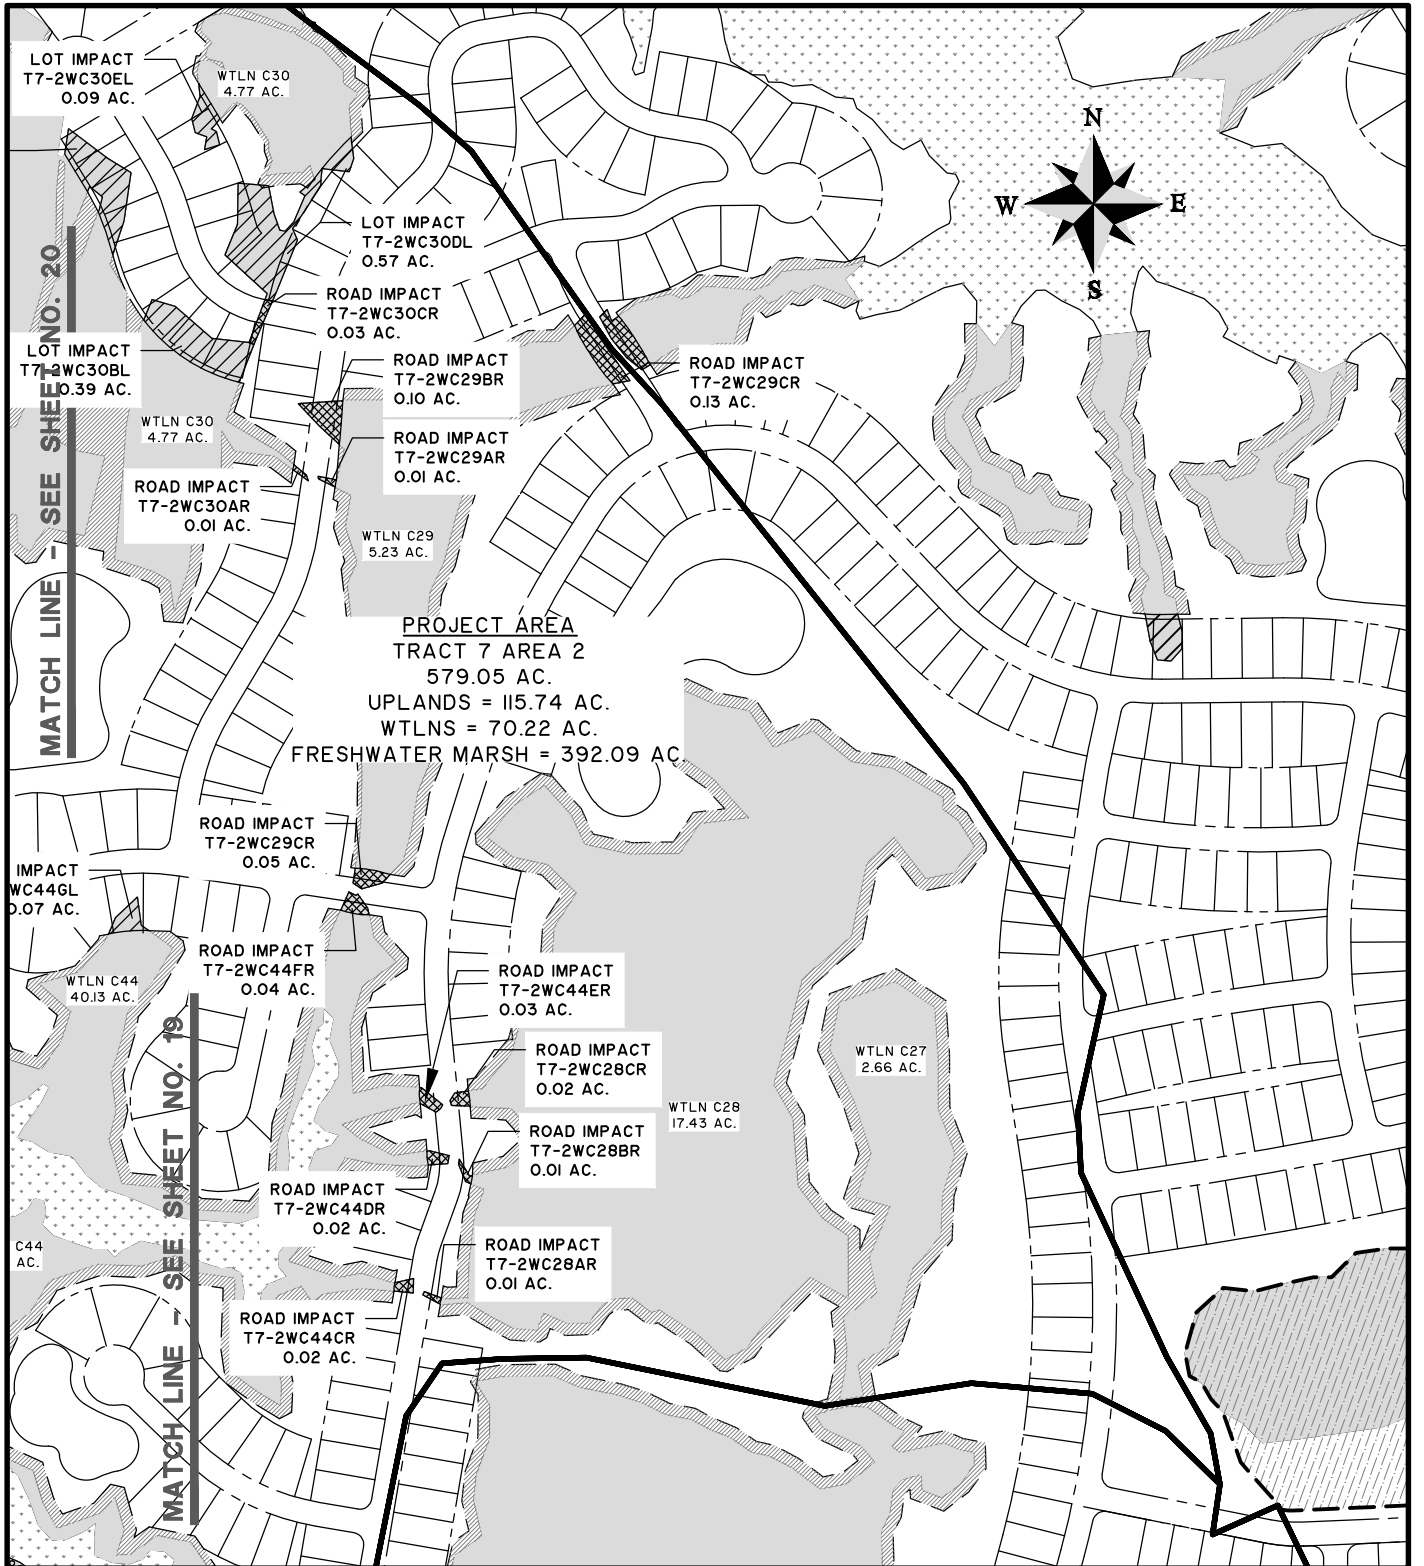 LOT IMPACT
T7-2WC30EL
0.09 AC.
WTLN C30
4.77 AC.
N
W
E
S
LOT IMPACT
T7-2WC30DL
0.57 AC.
ROAD IMPACT
T7-2WC30CR
0.03 AC.
LOT IMPACT
T7-2WC30BL
0.39 AC.
ROAD IMPACT
T7-2WC29BR
0.10 AC.
ROAD IMPACT
T7-2WC29CR
0.13 AC.
WTLN C30
4.77 AC.
ROAD IMPACT
T7-2WC29AR
0.01 AC.
ROAD IMPACT
T7-2WC30AR
0.01 AC.
MATCH LINE - SEE SHEET NO. 20
WTLN C29
5.23 AC.
PROJECT AREA
TRACT 7 AREA 2
579.05 AC.
UPLANDS = 115.74 AC.
WTLNS = 70.22 AC.
FRESHWATER MARSH = 392.09 AC.
ROAD IMPACT
T7-2WC29CR
0.05 AC.
IMPACT
WC44GL
0.07 AC.
ROAD IMPACT
T7-2WC44FR
0.04 AC.
WTLN C44
40.13 AC.
ROAD IMPACT
T7-2WC44ER
0.03 AC.
ROAD IMPACT
T7-2WC28CR
0.02 AC.
WTLN C27
2.66 AC.
WTLN C28
17.43 AC.
ROAD IMPACT
T7-2WC28BR
0.01 AC.
ROAD IMPACT
T7-2WC44DR
0.02 AC.
C44
AC.
ROAD IMPACT
T7-2WC28AR
0.01 AC.
ROAD IMPACT
T7-2WC44CR
0.02 AC.
MATCH LINE - SEE SHEET NO. 19